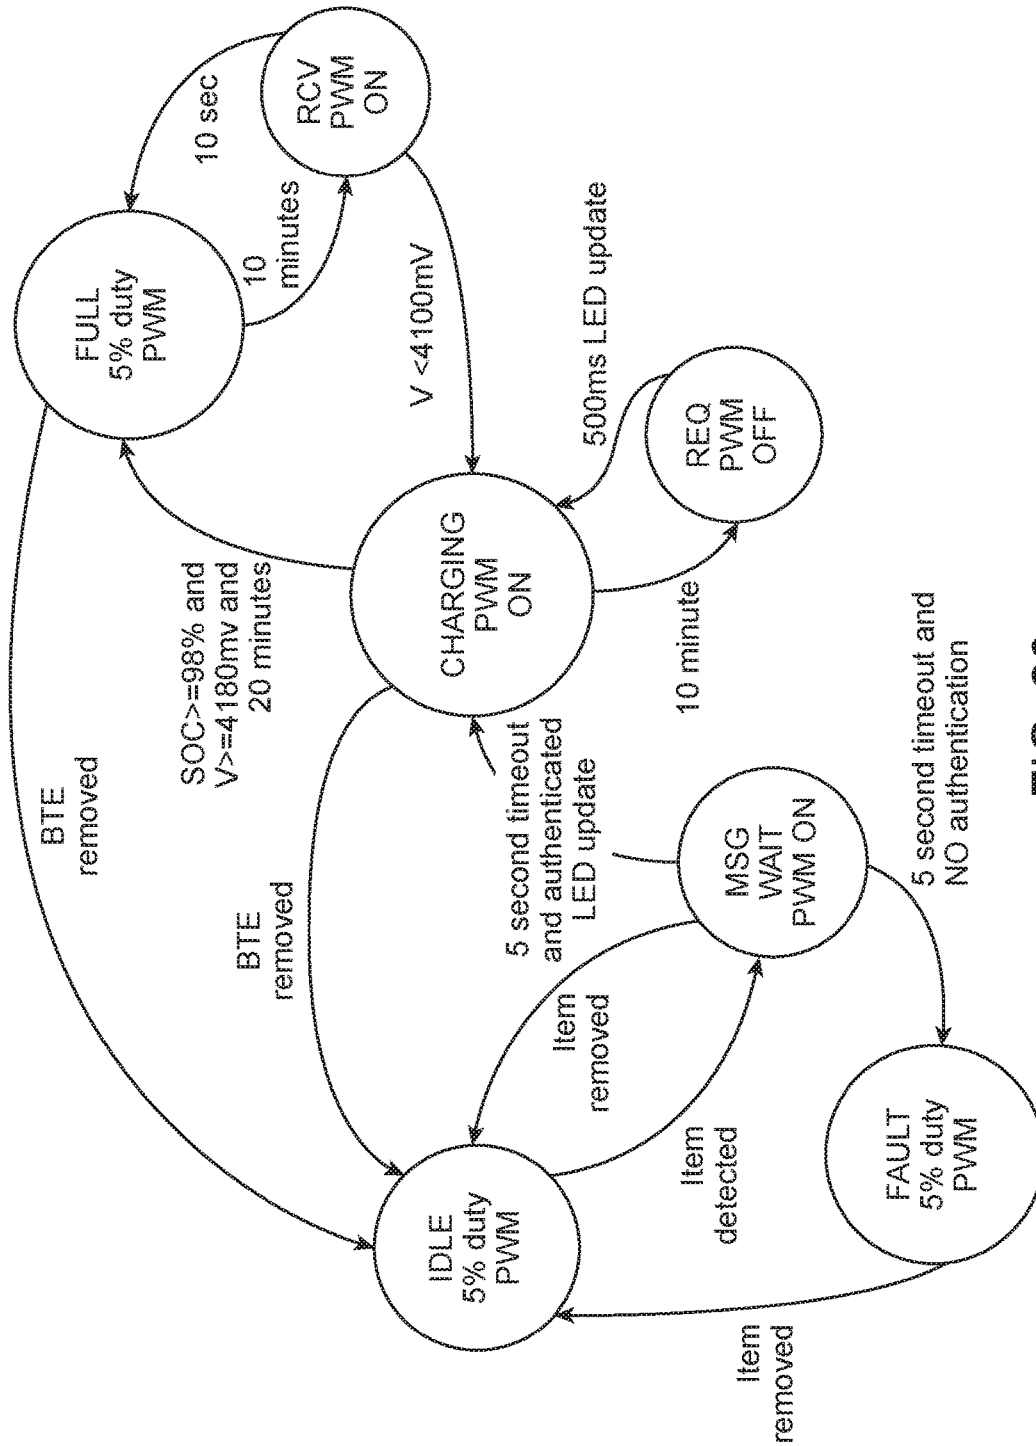 BTE
removed
FULL
5% duty
PWM
10 sec
10
minutes
RCV
PWM
ON
SOC>=98% and
V>=4180mv and
20 minutes
V <4100mV
BTE
removed
CHARGING
PWM
ON
500ms LED update
REQ
PWM
OFF
10 minute
5 second timeout
and authenticated
LED update
IDLE
5% duty
PWM
Item
removed
Item
detected
MSG
WAIT
PWM ON
5 second timeout and
NO authentication
FAULT
5% duty
PWM
Item
removed